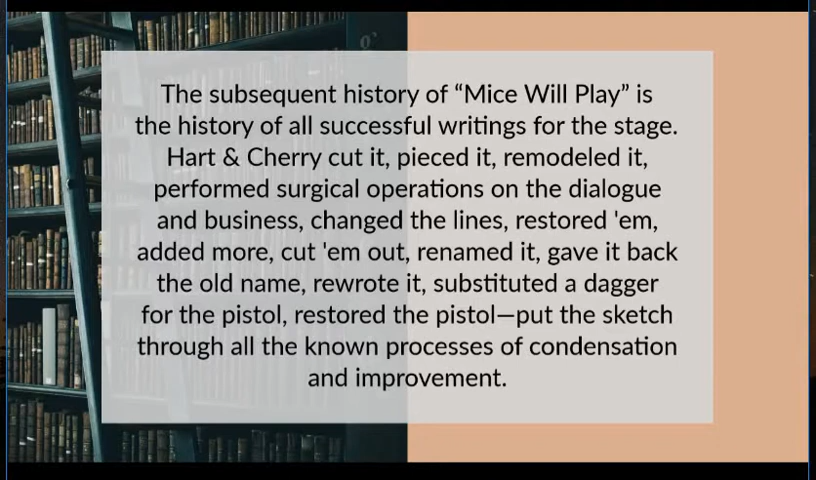 The subsequent history of “Mice Will Play” is
the history of all successful writings for the stage.
Hart & Cherry cut it, pieced it, remodeled it,
performed surgical operations on the dialogue
and business, changed the lines, restored 'em,
added more, cut 'em out, renamed it, gave it back
the old name, rewrote it, substituted a dagger
for the pistol, restored the pistol—put the sketch
through all the known processes of condensation
and improvement.